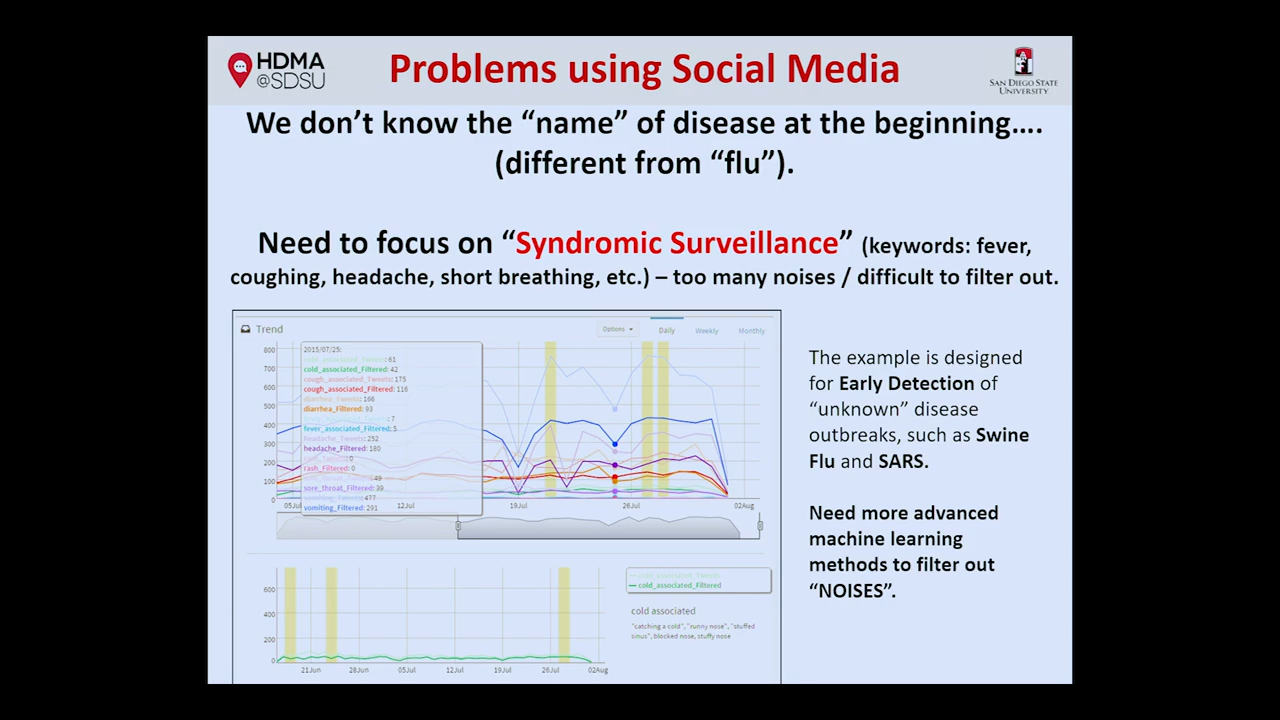 HDMA
@SDSU
Problems using Social Media
SAN DIEGO STATE
UNIVERSITY
We don't know the “name” of disease at the beginning....
(different from “flu”).
Need to focus on “Syndromic Surveillance” (keywords: fever,
coughing, headache, short breathing, etc.) – too many noises / difficult to filter out.
Trend
Options
Daily
Weekly
Monthly
800
700
600
500
400
300
200
100
0
2015/07/25:
cold_associated_Tweets: 61
cold_associated_Filtered: 42
cough_associated_Tweets: 175
cough_associated_Filtered: 116
diarrhea_Tweets: 166
diarrhea_Filtered: 93
7
fever_associated_Filtered: 5
headache_Tweets: 252
headache_Filtered: 180
0
rash_Filtered: 0
49
sore_throat_Filtered: 39
vomiting_Tweets: 477
vomiting_Filtered: 291
05Jul
12Jul
19Jul
26Jul
02Aug
The example is designed
for Early Detection of
“unknown” disease
outbreaks, such as Swine
Flu and SARS.
Need more advanced
machine learning
methods to filter out
“NOISES”.
600
400
200
0
21Jun
28Jun
05Jul
12Jul
19Jul
26Jul
02Aug
cold_associated_Tweets
cold_associated_Filtered
cold associated
"catching a cold", "runny nose", "stuffed
sinus", blocked nose, stuffy nose